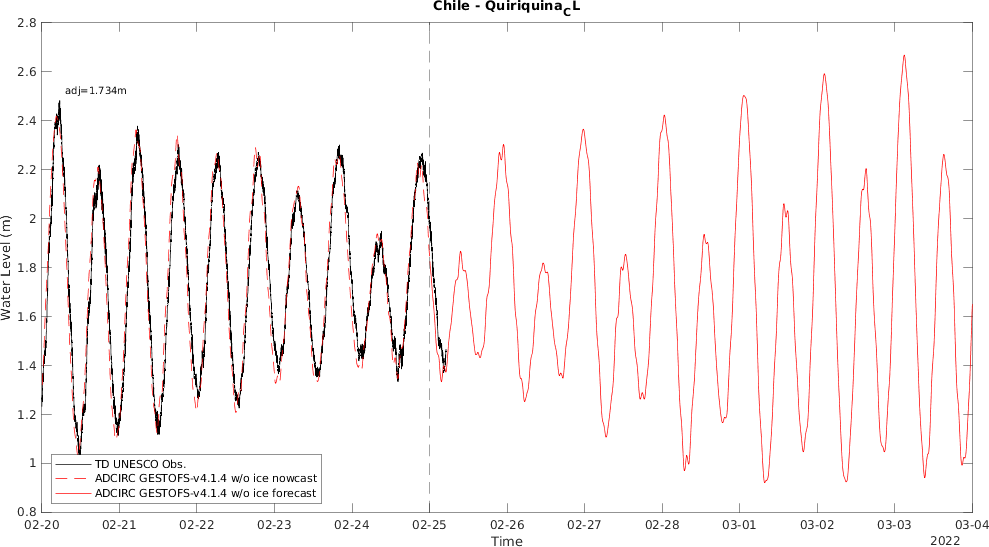 Chile - Quiriquina_CL
2.8
2.6
2.4
2.2
2
1.8
1.6
1.4
1.2
1
0.8
Water Level (m)
adj=1.734m
TD UNESCO Obs.
ADCIRC GESTOFS-v4.1.4 w/o ice nowcast
ADCIRC GESTOFS-v4.1.4 w/o ice forecast
02-20 02-21 02-22 02-23 02-24 02-25 02-26 02-27 02-28 03-01 03-02 03-03 03-04
Time
2022